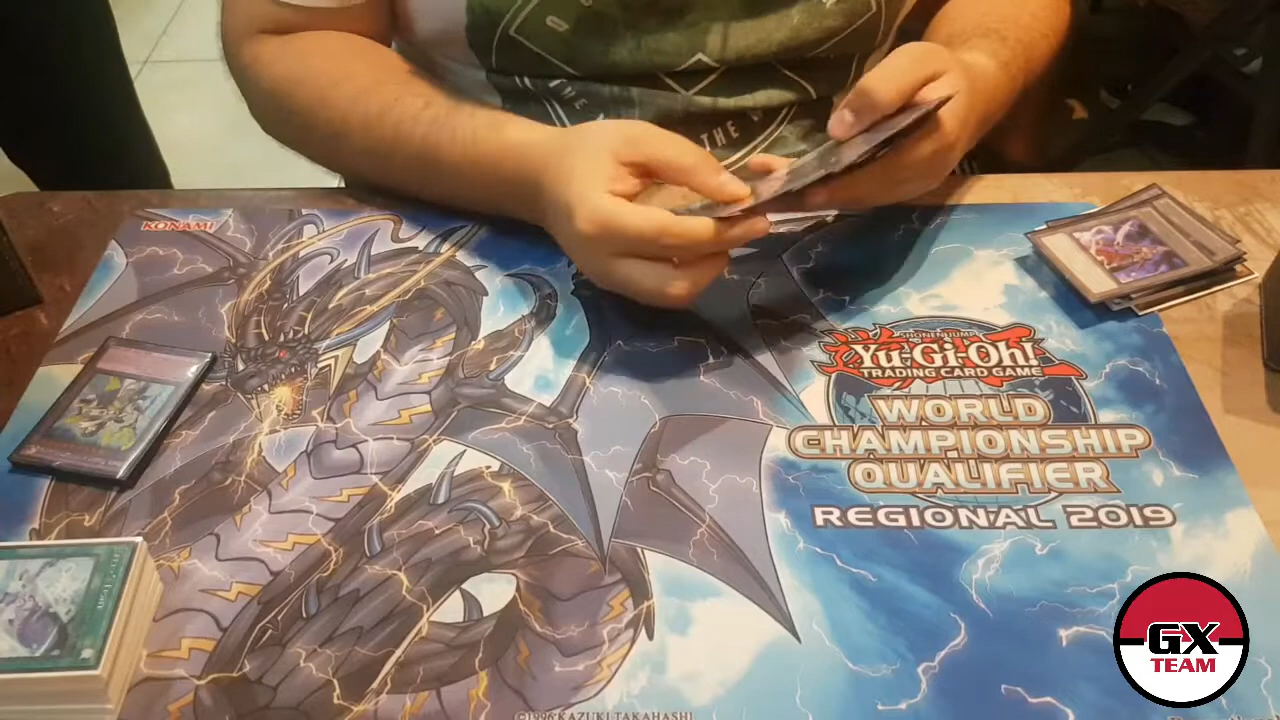 THE
KONAMI
SHONEN JUMP
Yu-Gi-Oh!
TRADING CARD GAME
WORLD
CHAMPIONSHIP
QUALIFIER
REGIONAL 2019
GX
TEAM
©1996 KAZUKI TAKAHASHI